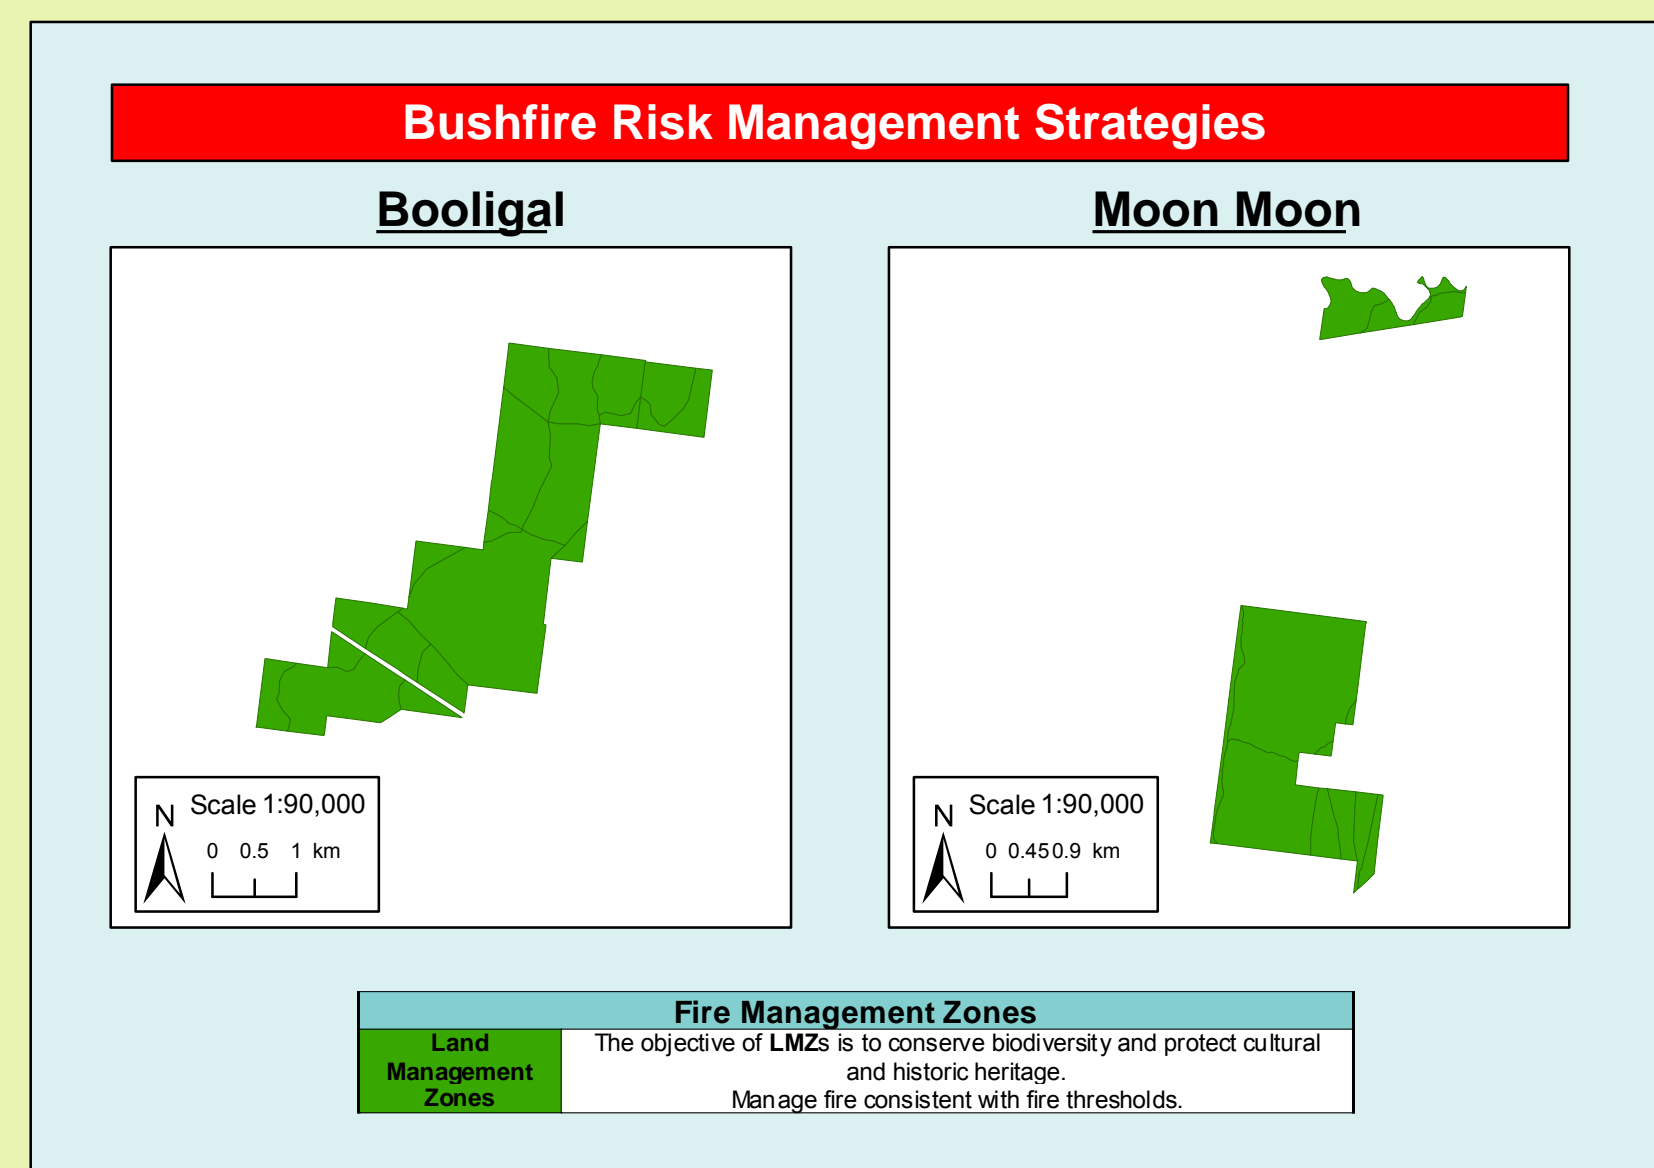 Bushfire Risk Management Strategies
Booligal
Moon Moon
N
Scale 1:90,000
0 0.5 1 km
N
Scale 1:90,000
0 0.45 0.9 km
Fire Management Zones
Land
Management
Zones
The objective of LMZs is to conserve biodiversity and protect cultural
and historic heritage.
Manage fire consistent with fire thresholds.